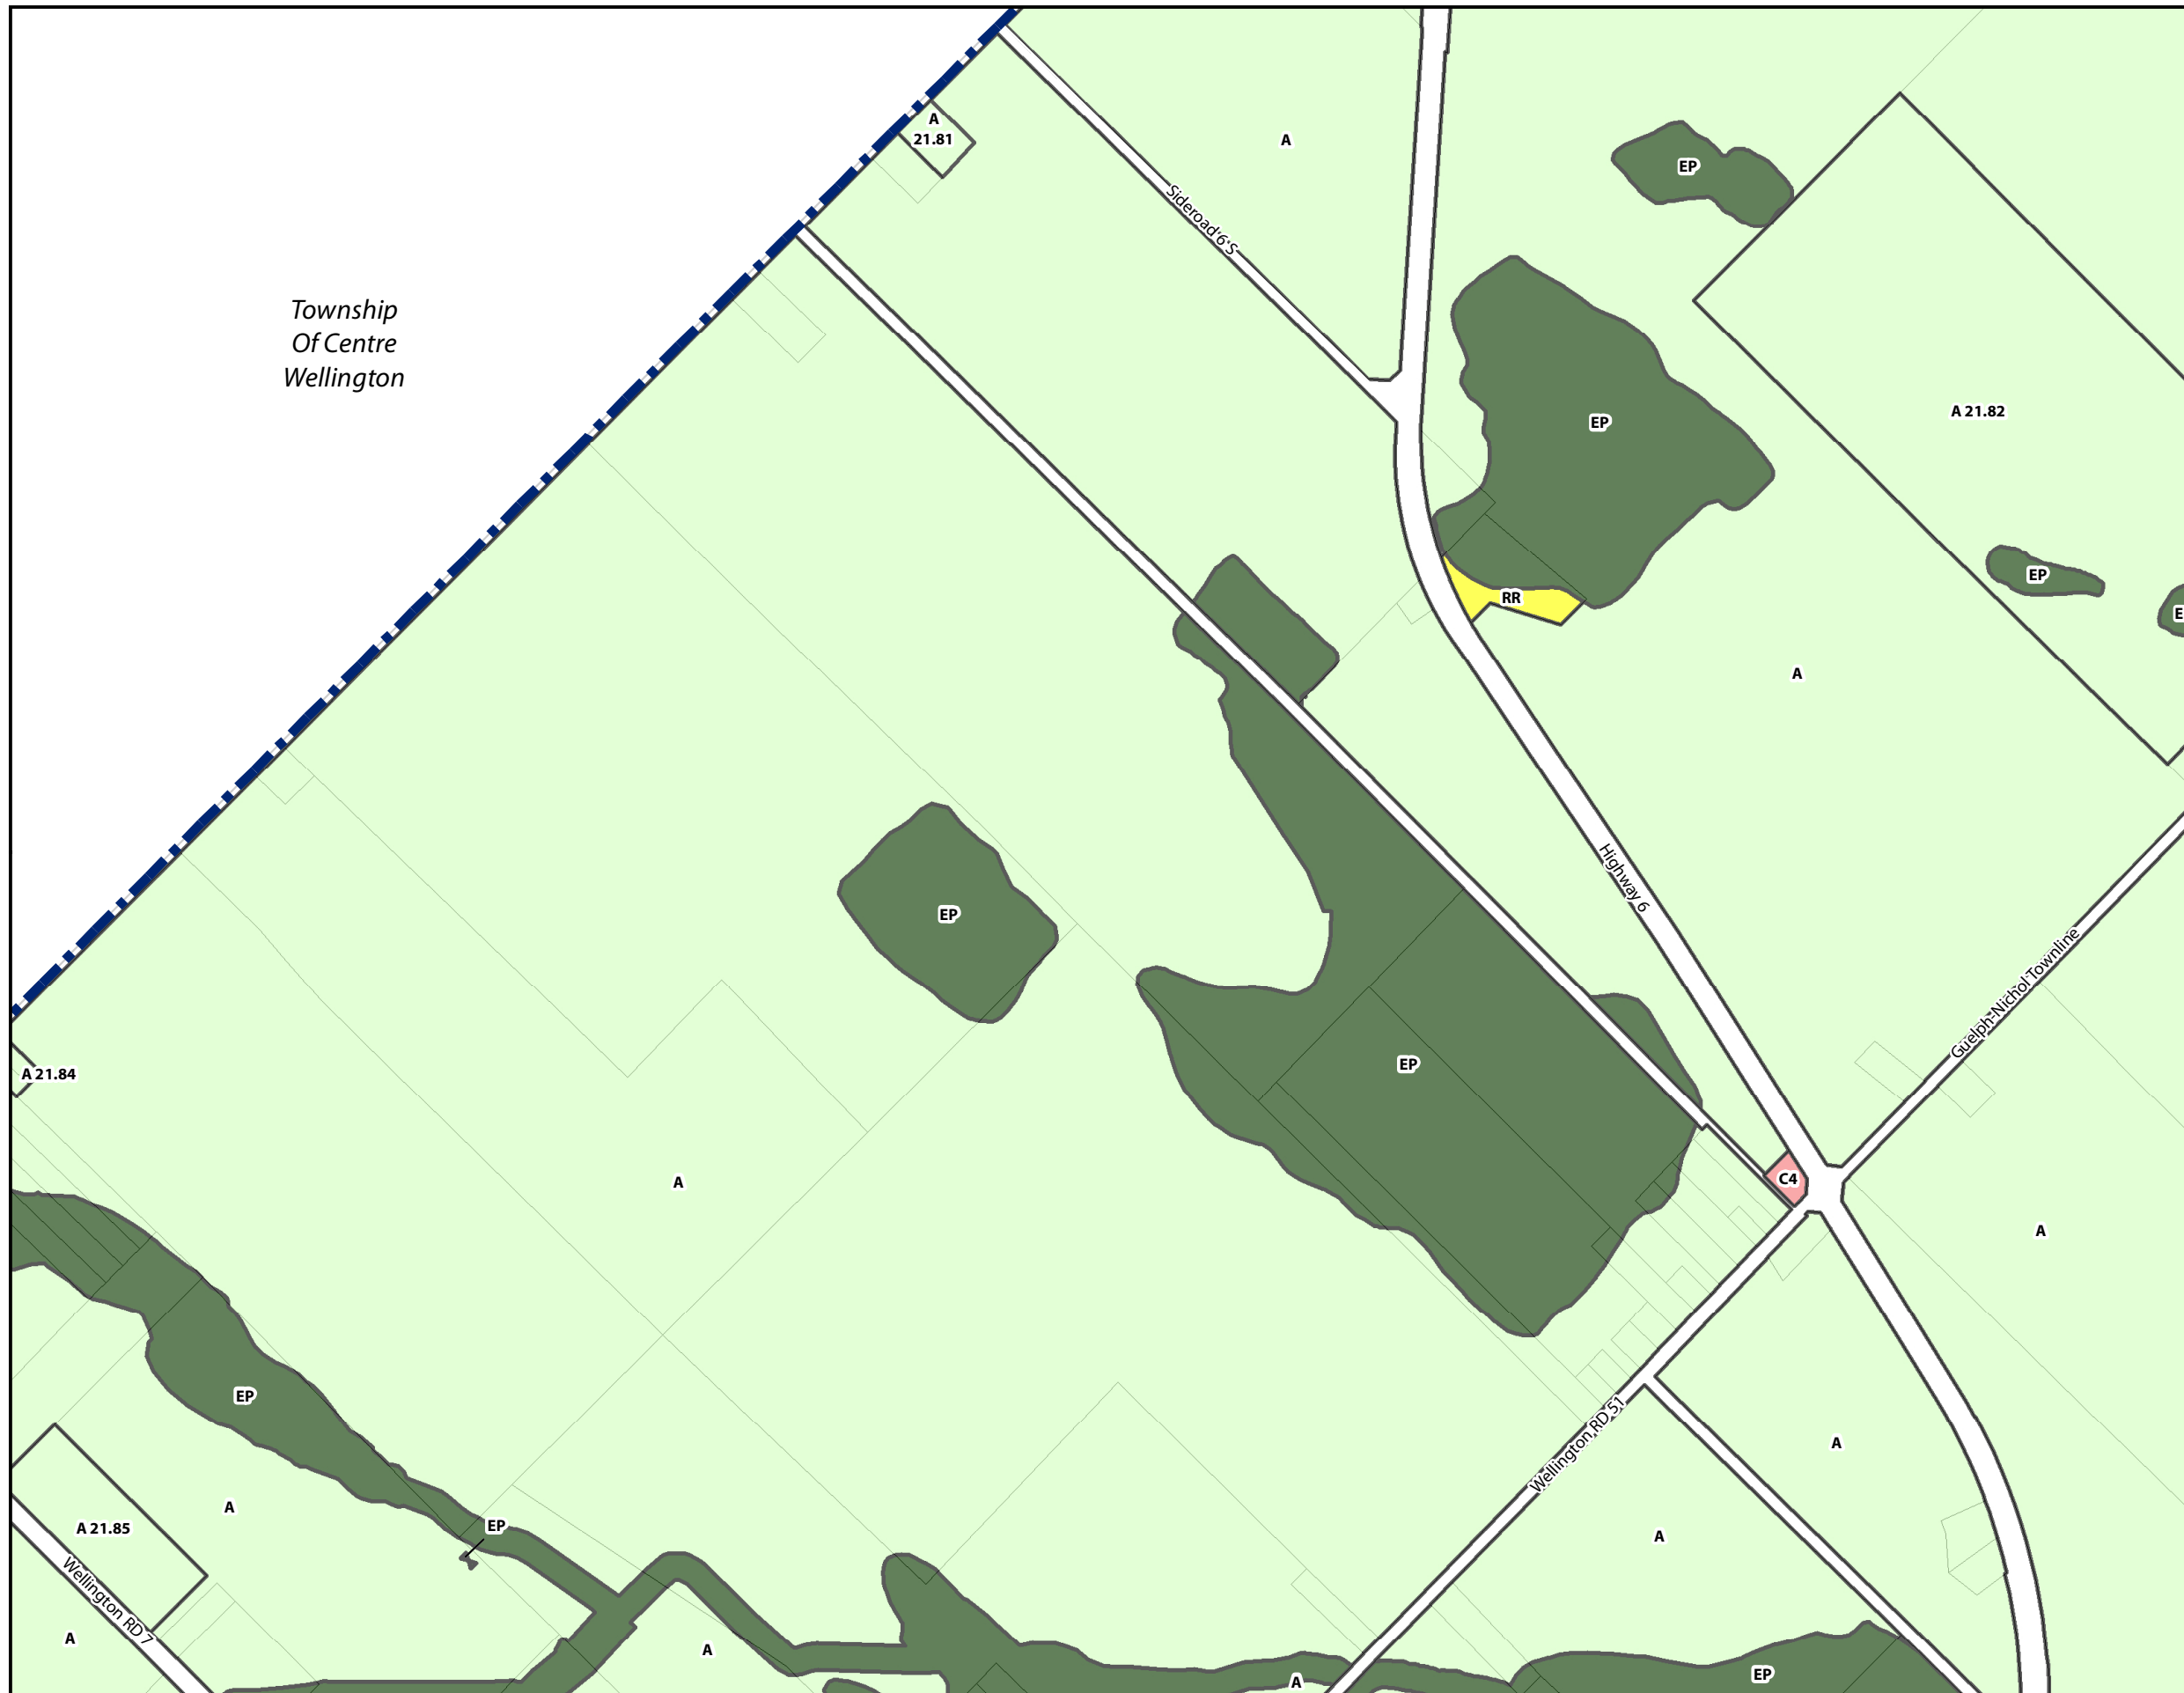 A
21.81
A
EP
Sideroad 6 S
Township
Of Centre
Wellington
A 21.82
EP
EP
RR
E
A
Highway 6
EP
Guelph-Nichol Townline
EP
A 21.84
A
C4
A
EP
Wellington RD 51
A
A
EP
A 21.85
A
Wellington RD 7
A
A
EP
A